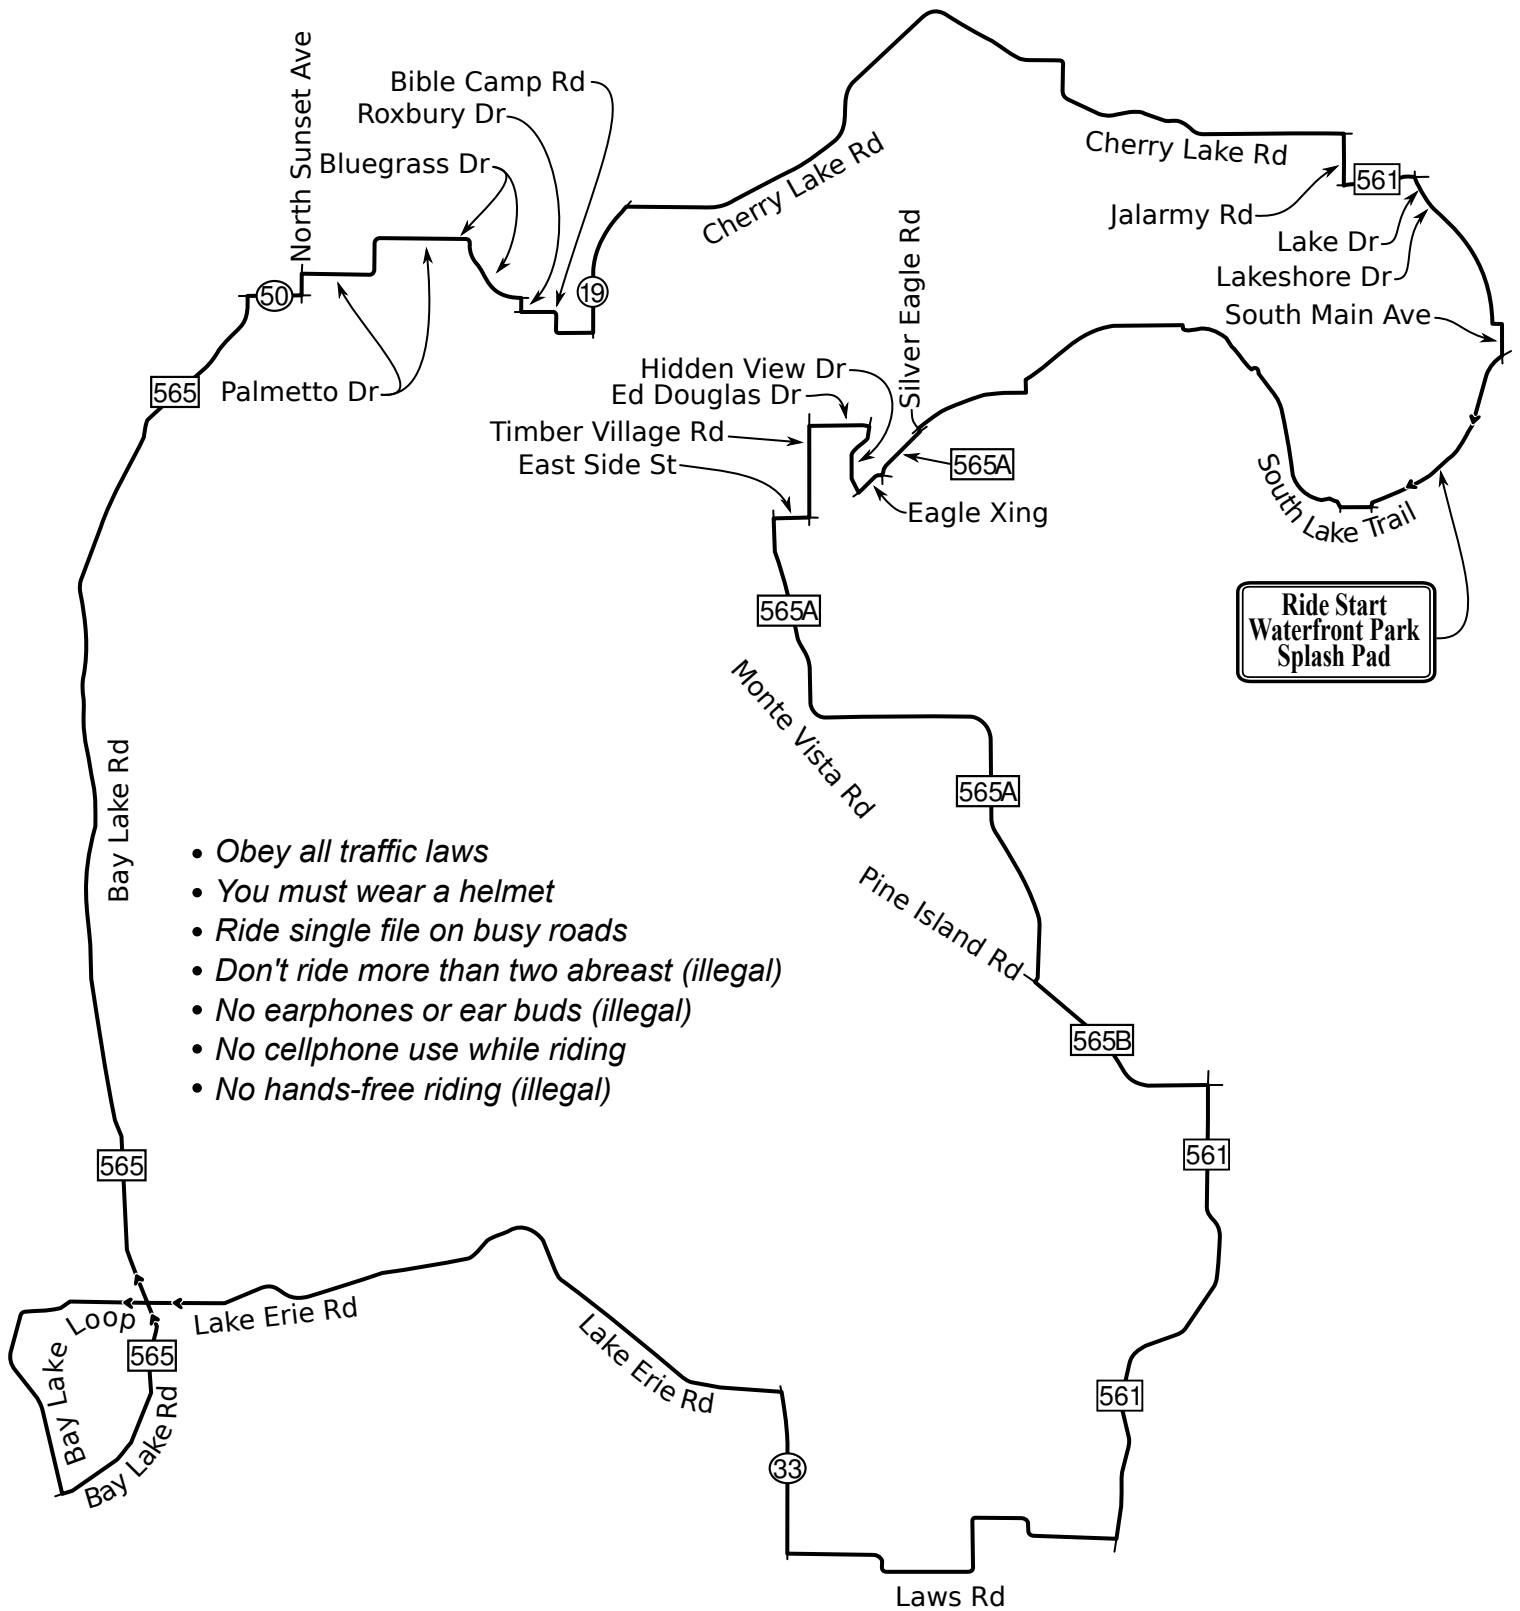 North Sunset Ave
Bible Camp Rd
Roxbury Dr
Bluegrass Dr
Cherry Lake Rd
Cherry Lake Rd
561
Jalarmy Rd
Lake Dr
Lakeshore Dr
South Main Ave
50
19
565
Palmetto Dr
Silver Eagle Rd
Hidden View Dr
Ed Douglas Dr
Timber Village Rd
East Side St
565A
Eagle Xing
South Lake Trail
Ride Start
Waterfront Park
Splash Pad
565A
Monte Vista Rd
565A
Bay Lake Rd
Pine Island Rd
• Obey all traffic laws
• You must wear a helmet
• Ride single file on busy roads
• Don't ride more than two abreast (illegal)
• No earphones or ear buds (illegal)
• No cellphone use while riding
• No hands-free riding (illegal)
565B
561
565
Lake Erie Rd
Bay Lake Loop
565
Lake Erie Rd
Bay Lake Rd
561
33
Laws Rd